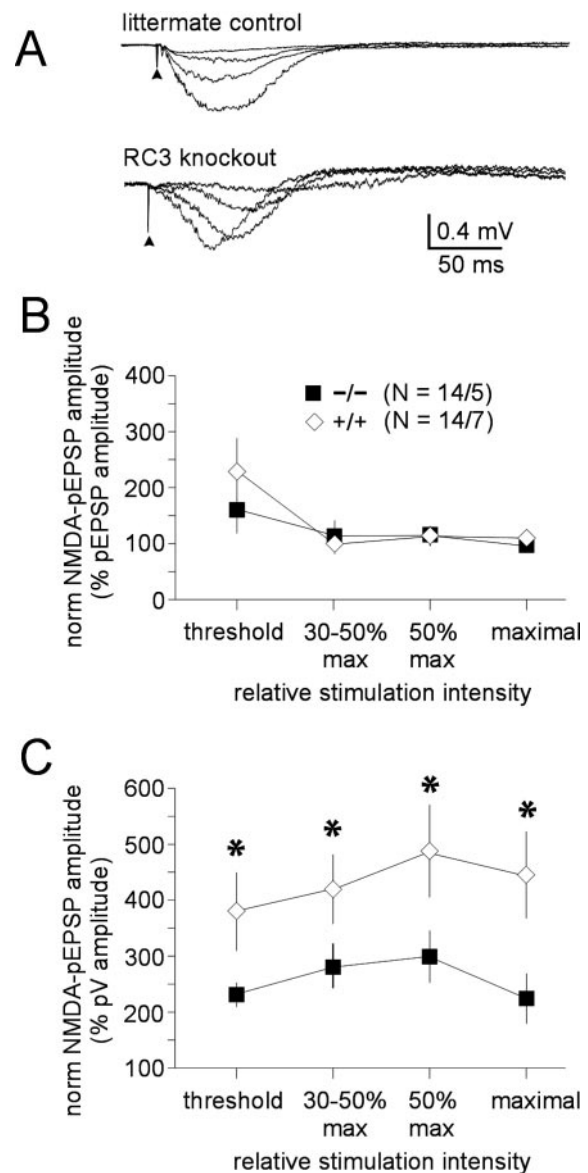 A
littermate control
RC3 knockout
0.4 mV
50 ms
B
norm NMDA-pEPSP amplitude
(% pEPSP amplitude)
400
300
200
100
0
−/− (N = 14/5)
+/+ (N = 14/7)
threshold
30-50%
max
50%
max
maximal
relative stimulation intensity
C
norm NMDA-pEPSP amplitude
(% pV amplitude)
600
500
400
300
200
100
*
*
*
*
threshold
30-50%
max
50%
max
maximal
relative stimulation intensity